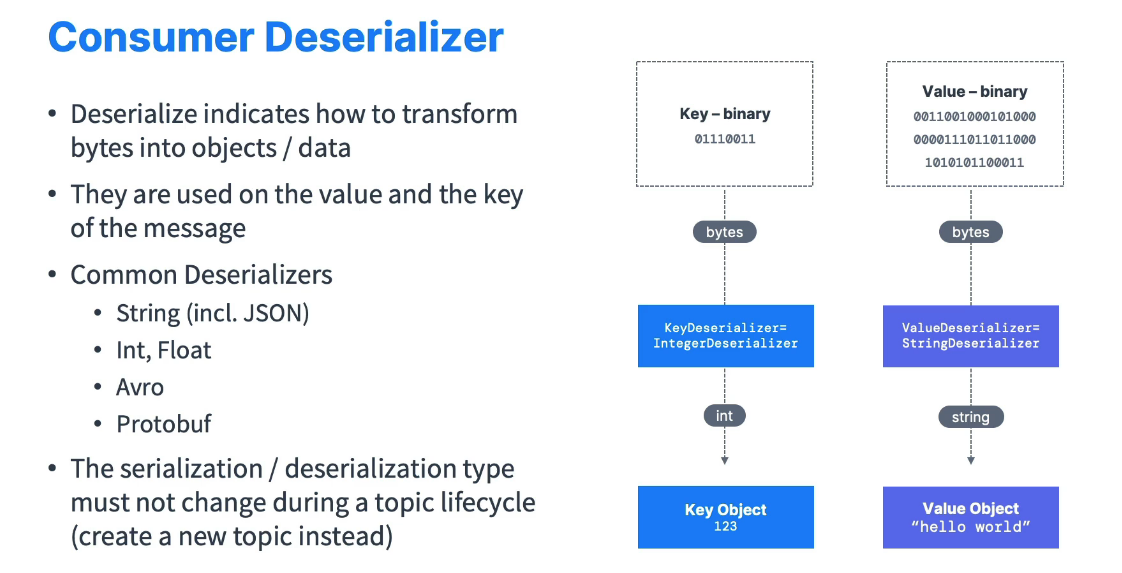 Consumer Deserializer
• Deserialize indicates how to transform
bytes into objects / data
• They are used on the value and the key
of the message
• Common Deserializers
• String (incl. JSON)
• Int, Float
• Avro
• Protobuf
• The serialization / deserialization type
must not change during a topic lifecycle
(create a new topic instead)
Key – binary
01110011
bytes
KeyDeserializer=
IntegerDeserializer
int
Key Object
123
Value – binary
0011001000101000
0000111011011000
1010101100011
bytes
ValueDeserializer=
StringDeserializer
string
Value Object
“hello world”